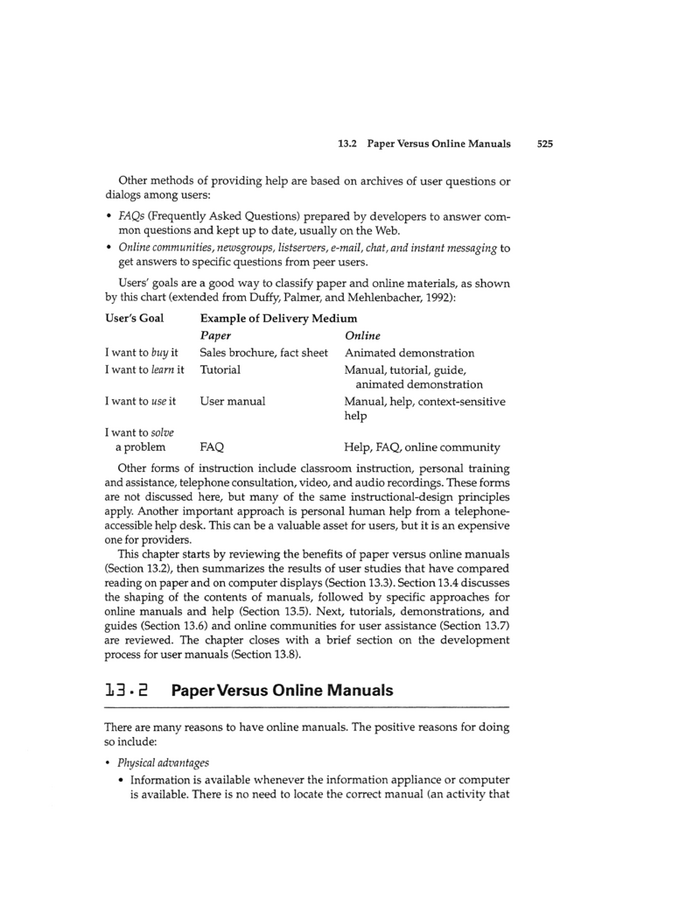 13.2 Paper Versus Online Manuals 525
Other methods of providing help are based on archives of user questions or
dialogs among users:
• FAQs (Frequently Asked Questions) prepared by developers to answer com-
mon questions and kept up to date, usually on the Web.
• Online communities, newsgroups, listservers, e-mail, chat, and instant messaging to
get answers to specific questions from peer users.
Users' goals are a good way to classify paper and online materials, as shown
by this chart (extended from Duffy, Palmer, and Mehlenbacher, 1992):
User's Goal Example of Delivery Medium
Paper Online
I want to buy it Sales brochure, fact sheet Animated demonstration
I want to learn it Tutorial Manual, tutorial, guide,
animated demonstration
I want to use it User manual Manual, help, context-sensitive
help
I want to solve
a problem FAQ Help, FAQ, online community
Other forms of instruction include classroom instruction, personal training
and assistance, telephone consultation, video, and audio recordings. These forms
are not discussed here, but many of the same instructional-design principles
apply. Another important approach is personal human help from a telephone-
accessible help desk. This can be a valuable asset for users, but it is an expensive
one for providers.
This chapter starts by reviewing the benefits of paper versus online manuals
(Section 13.2), then summarizes the results of user studies that have compared
reading on paper and on computer displays (Section 13.3). Section 13.4 discusses
the shaping of the contents of manuals, followed by specific approaches for
online manuals and help (Section 13.5). Next, tutorials, demonstrations, and
guides (Section 13.6) and online communities for user assistance (Section 13.7)
are reviewed. The chapter closes with a brief section on the development
process for user manuals (Section 13.8).
13.2 Paper Versus Online Manuals
There are many reasons to have online manuals. The positive reasons for doing
so include:
• Physical advantages
• Information is available whenever the information appliance or computer
is available. There is no need to locate the correct manual (an activity that